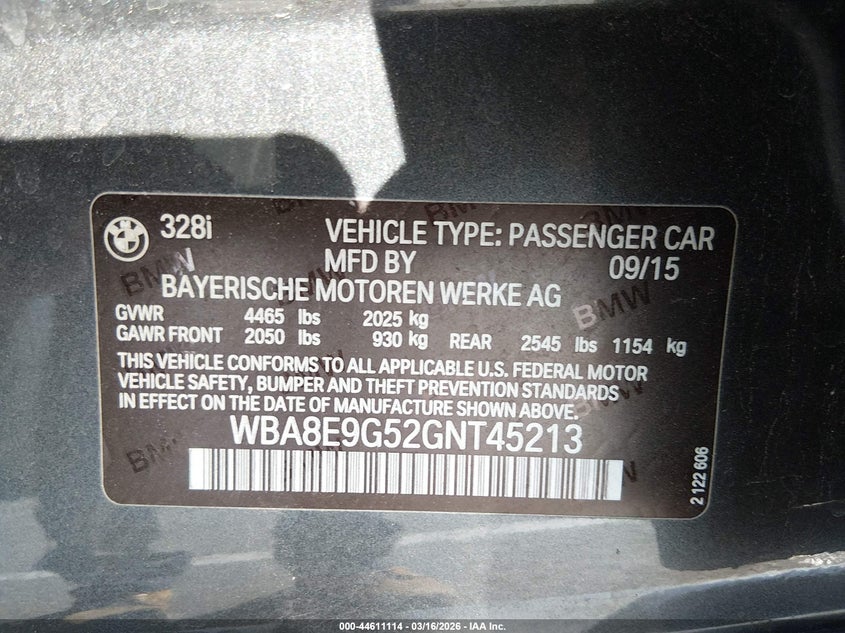 328i VEHICLE TYPE: PASSENGER CAR
MFD BY 09/15
BAYERISCHE MOTOREN WERKE AG
GVWR 4465 lbs 2025 kg
GAWR FRONT 2050 lbs 930 kg REAR 2545 lbs 1154 kg
THIS VEHICLE CONFORMS TO ALL APPLICABLE U.S. FEDERAL MOTOR
VEHICLE SAFETY, BUMPER AND THEFT PREVENTION STANDARDS
IN EFFECT ON THE DATE OF MANUFACTURE SHOWN ABOVE.
WBA8E9G52GNT45213
2 122 606
000-44611114 - 03/16/2026 - IAA Inc.